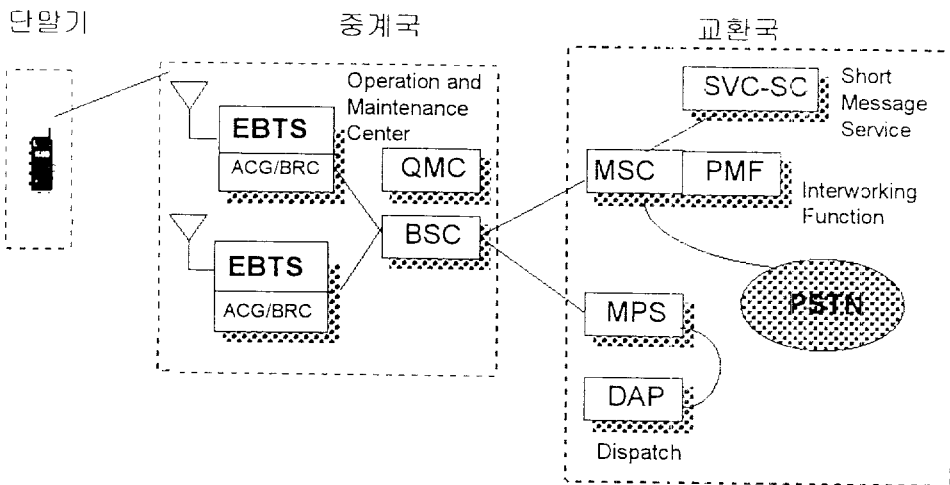 단말기
중계국
교환국
Operation and
Maintenance
Center
EBTS
ACG/BRC
QMC
BSC
EBTS
ACG/BRC
SVC-SC
Short
Message
Service
MSC
PMF
Interworking
Function
PSTN
MPS
DAP
Dispatch